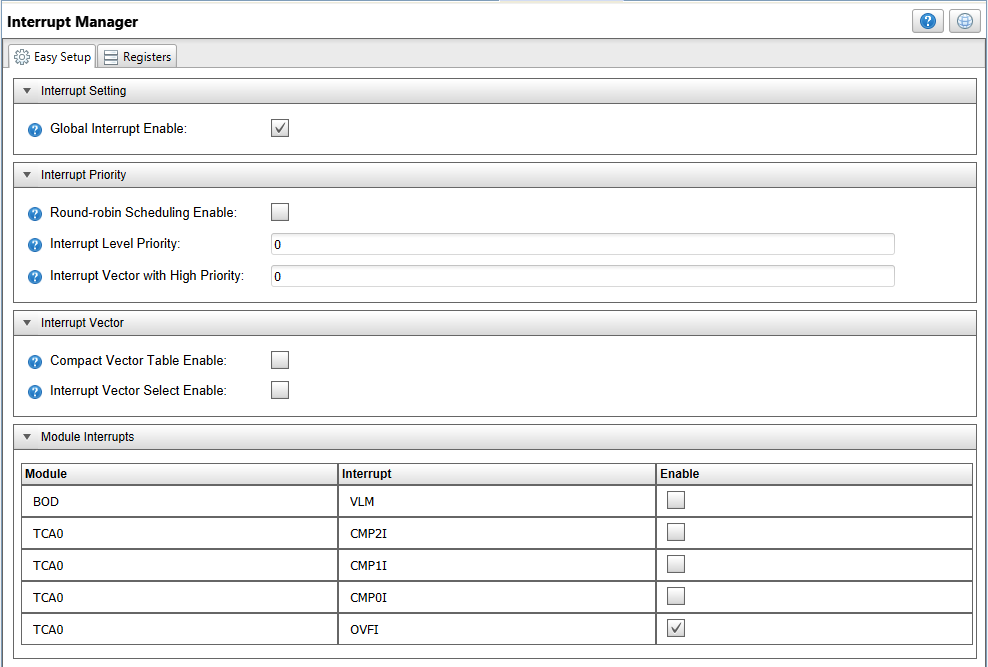 Interrupt Manager
Easy Setup Registers
Interrupt Setting
Global Interrupt Enable:
Interrupt Priority
Round-robin Scheduling Enable:
Interrupt Level Priority: 0
Interrupt Vector with High Priority: 0
Interrupt Vector
Compact Vector Table Enable:
Interrupt Vector Select Enable:
Module Interrupts
Module Interrupt Enable
BOD VLM
TCA0 CMP2I
TCA0 CMP1I
TCA0 CMP0I
TCA0 OVFI